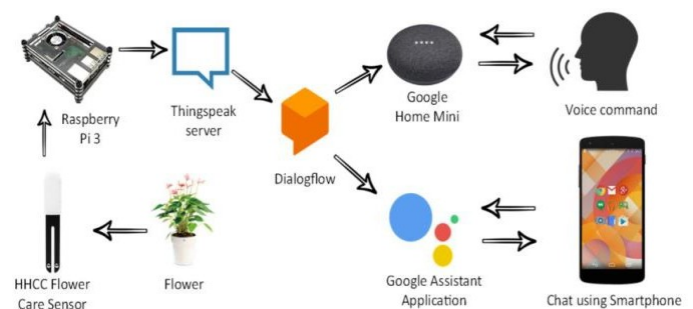 Raspberry
Pi 3
Thingspeak
server
Dialogflow
Google
Home Mini
Voice command
HHCC Flower
Care Sensor
Flower
Google Assistant
Application
Chat using Smartphone